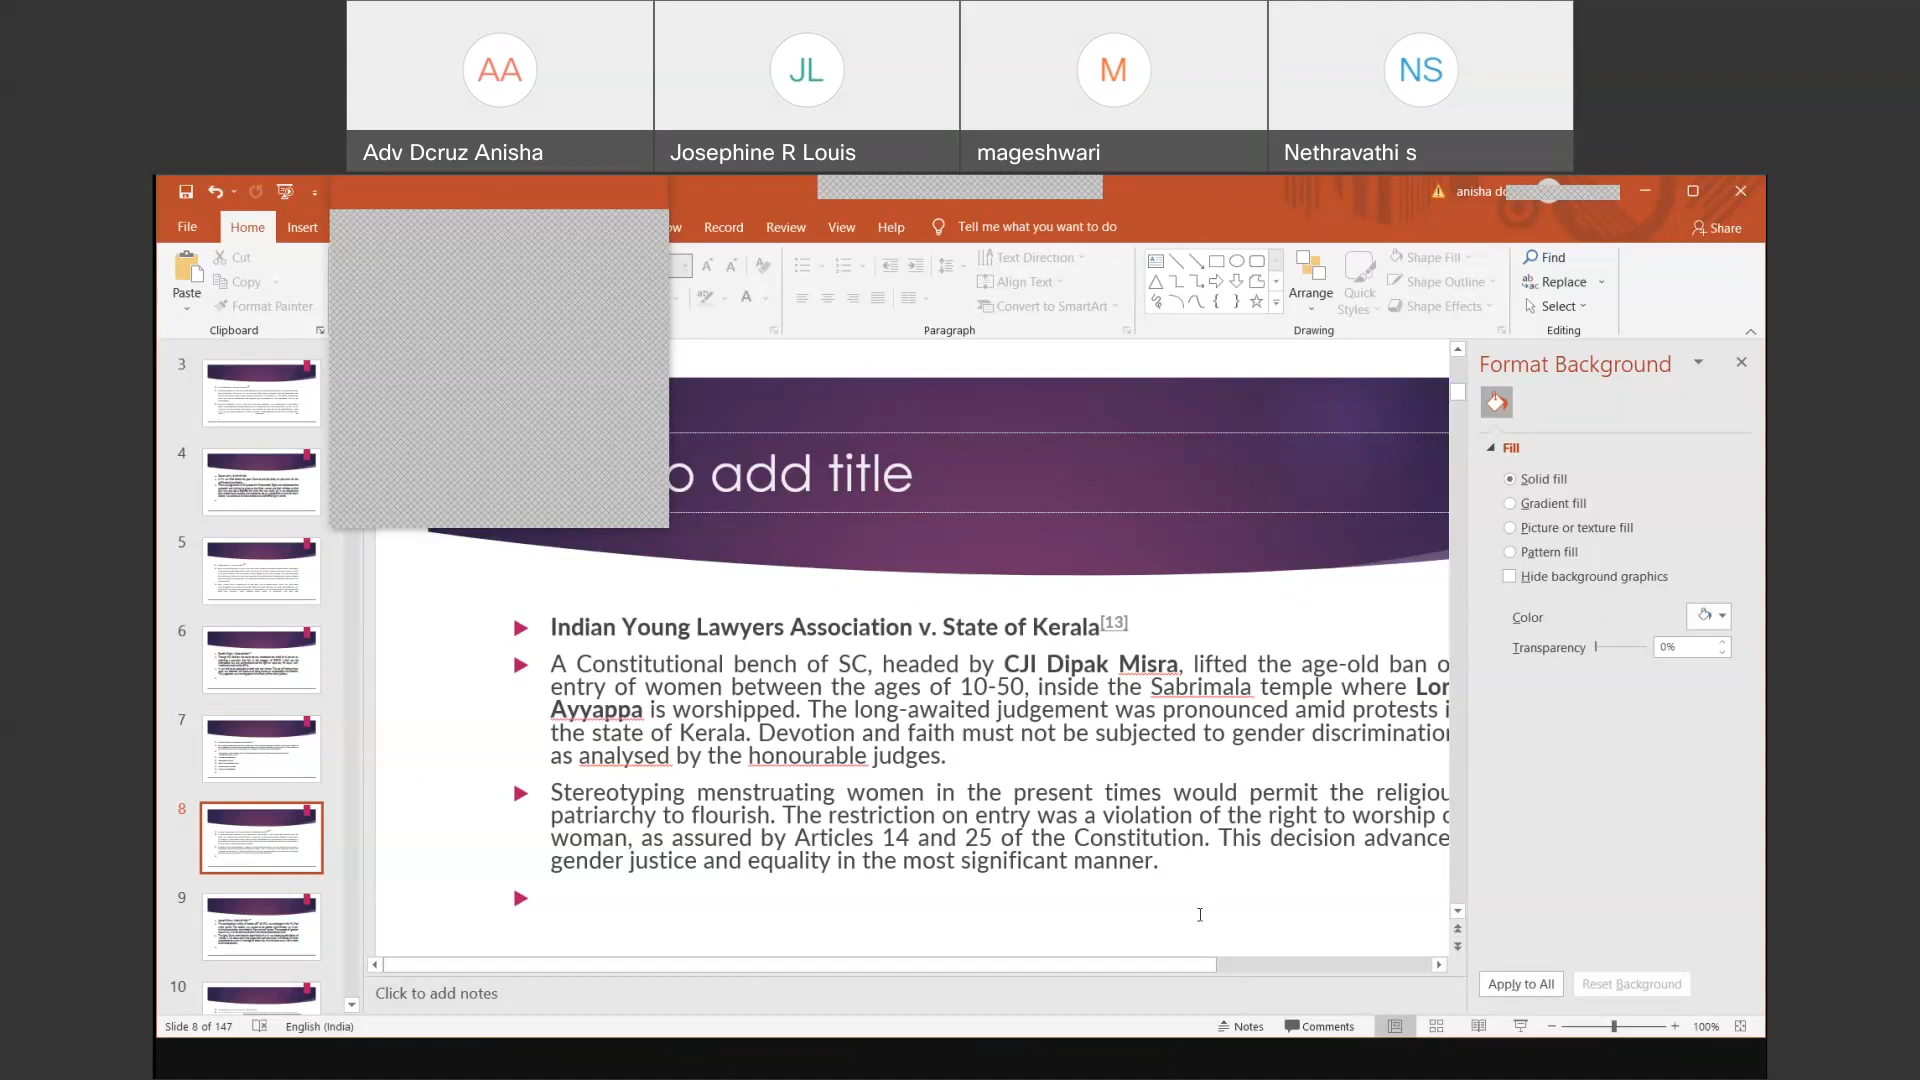 AA
JL
M
NS
Adv Dcruz Anisha
Josephine R Louis
mageshwari
Nethravathi s
anisha dc
File
Home
Insert
Record
Review
View
Help
Tell me what you want to do
Share
Paste
Cut
Copy
Format Painter
Clipboard
Text Direction
Align Text
Convert to SmartArt
Paragraph
Arrange
Quick Styles
Shape Fill
Shape Outline
Shape Effects
Drawing
Find
Replace
Select
Editing
3
4
5
6
7
8
9
10
o add title
Indian Young Lawyers Association v. State of Kerala[13]
A Constitutional bench of SC, headed by CJI Dipak Misra, lifted the age-old ban o
entry of women between the ages of 10-50, inside the Sabrimala temple where Lor
Ayyappa is worshipped. The long-awaited judgement was pronounced amid protests i
the state of Kerala. Devotion and faith must not be subjected to gender discrimination
as analysed by the honourable judges.
Stereotyping menstruating women in the present times would permit the religiou
patriarchy to flourish. The restriction on entry was a violation of the right to worship o
woman, as assured by Articles 14 and 25 of the Constitution. This decision advance
gender justice and equality in the most significant manner.
Format Background
Fill
Solid fill
Gradient fill
Picture or texture fill
Pattern fill
Hide background graphics
Color
Transparency
0%
Apply to All
Reset Background
Click to add notes
Slide 8 of 147
English (India)
Notes
Comments
100%